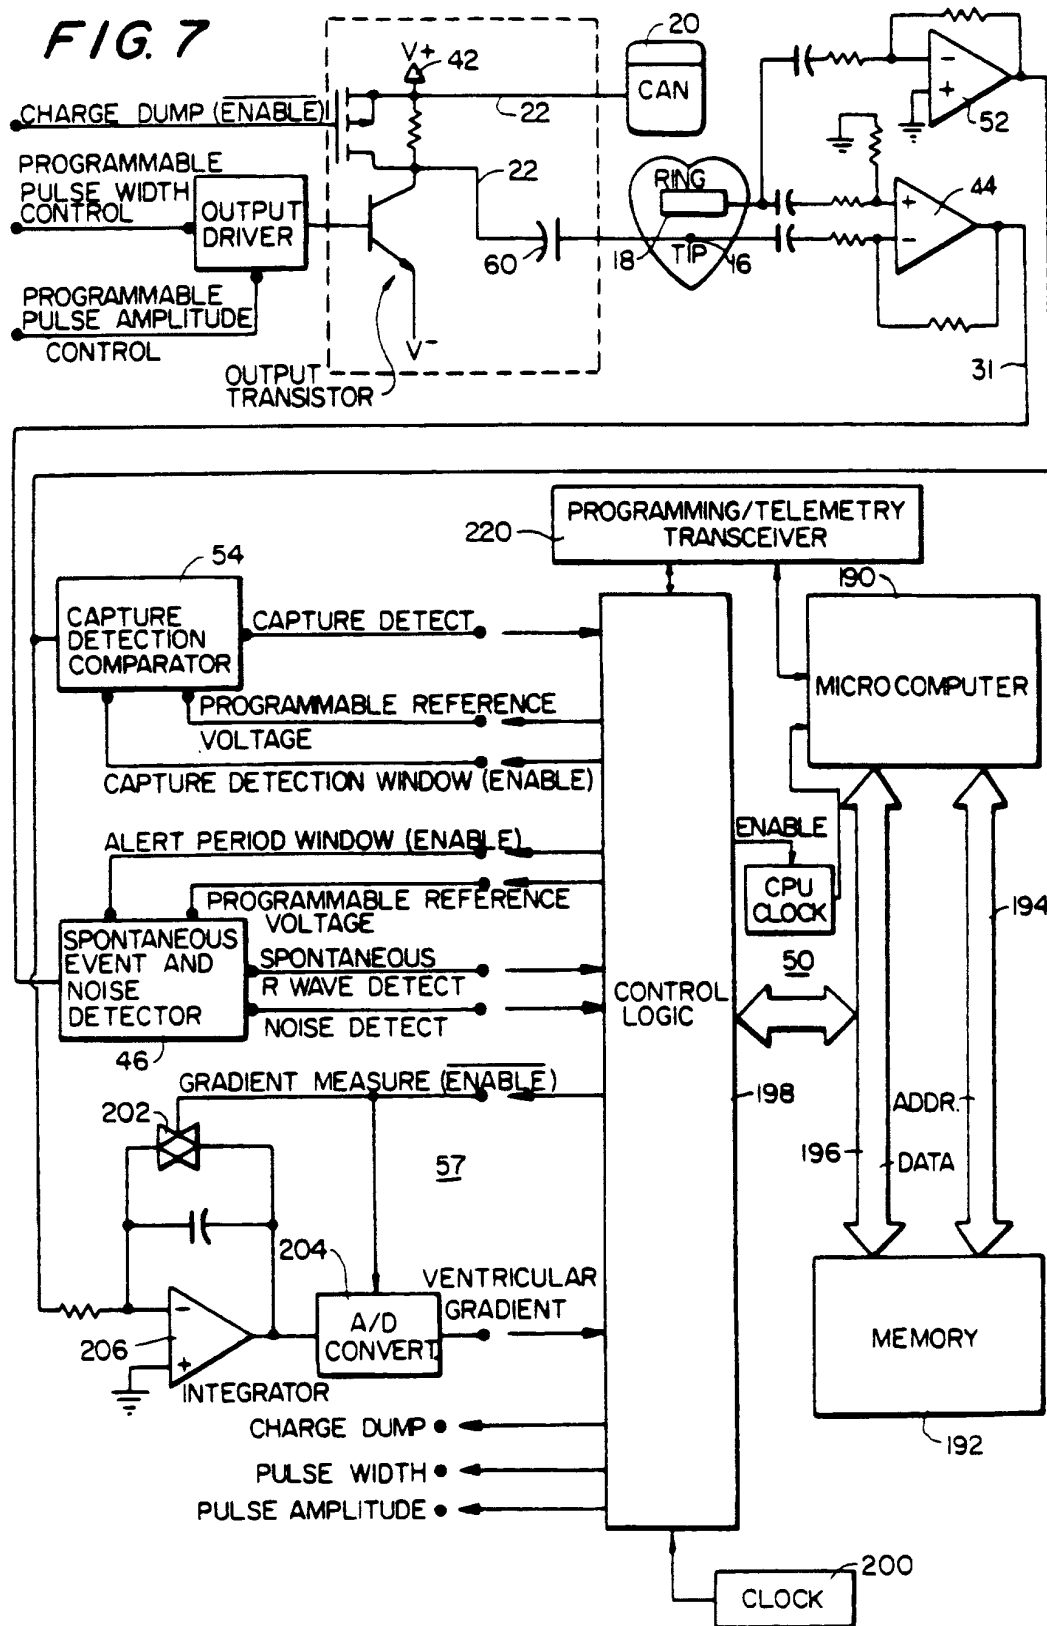 FIG. 7
V+
42
20
CAN
22
CHARGE DUMP (ENABLE)
PROGRAMMABLE
PULSE WIDTH
CONTROL
OUTPUT
DRIVER
PROGRAMMABLE
PULSE AMPLITUDE
CONTROL
22
60
V-
OUTPUT
TRANSISTOR
RING
18
TIP
16
-
+
52
+
-
44
31
PROGRAMMING/TELEMETRY
TRANSCEIVER
220
54
CAPTURE
DETECTION
COMPARATOR
CAPTURE DETECT
PROGRAMMABLE REFERENCE
VOLTAGE
CAPTURE DETECTION WINDOW (ENABLE)
190
MICROCOMPUTER
ALERT PERIOD WINDOW (ENABLE)
PROGRAMMABLE REFERENCE
VOLTAGE
ENABLE
CPU
CLOCK
194
50
SPONTANEOUS
EVENT AND
NOISE
DETECTOR
46
SPONTANEOUS
R WAVE DETECT
NOISE DETECT
CONTROL
LOGIC
198
GRADIENT MEASURE (ENABLE)
202
57
ADDR.
196
DATA
204
A/D
CONVERT.
VENTRICULAR
GRADIENT
-
+
206
INTEGRATOR
MEMORY
192
CHARGE DUMP
PULSE WIDTH
PULSE AMPLITUDE
200
CLOCK